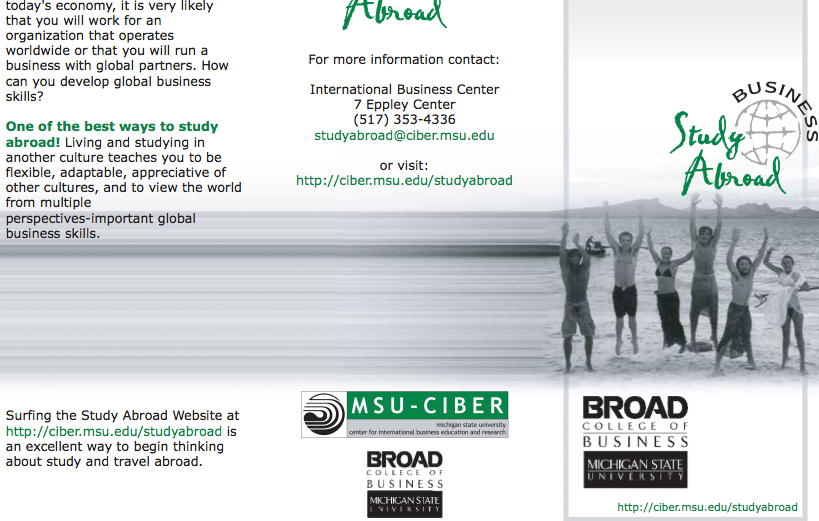 today's economy, it is very likely
that you will work for an
organization that operates
worldwide or that you will run a
business with global partners. How
can you develop global business
skills?
One of the best ways to study
abroad! Living and studying in
another culture teaches you to be
flexible, adaptable, appreciative of
other cultures, and to view the world
from multiple
perspectives-important global
business skills.
Surfing the Study Abroad Website at
http://ciber.msu.edu/studyabroad is
an excellent way to begin thinking
about study and travel abroad.
Abroad
For more information contact:
International Business Center
7 Eppley Center
(517) 353-4336
studyabroad@ciber.msu.edu
or visit:
http://ciber.msu.edu/studyabroad
MSU-CIBER
michigan state university
center for international business education and research
BROAD
COLLEGE OF
BUSINESS
MICHIGAN STATE
UNIVERSITY
BUSINESS
Study
Abroad
BROAD
COLLEGE OF
BUSINESS
MICHIGAN STATE
UNIVERSITY
http://ciber.msu.edu/studyabroad